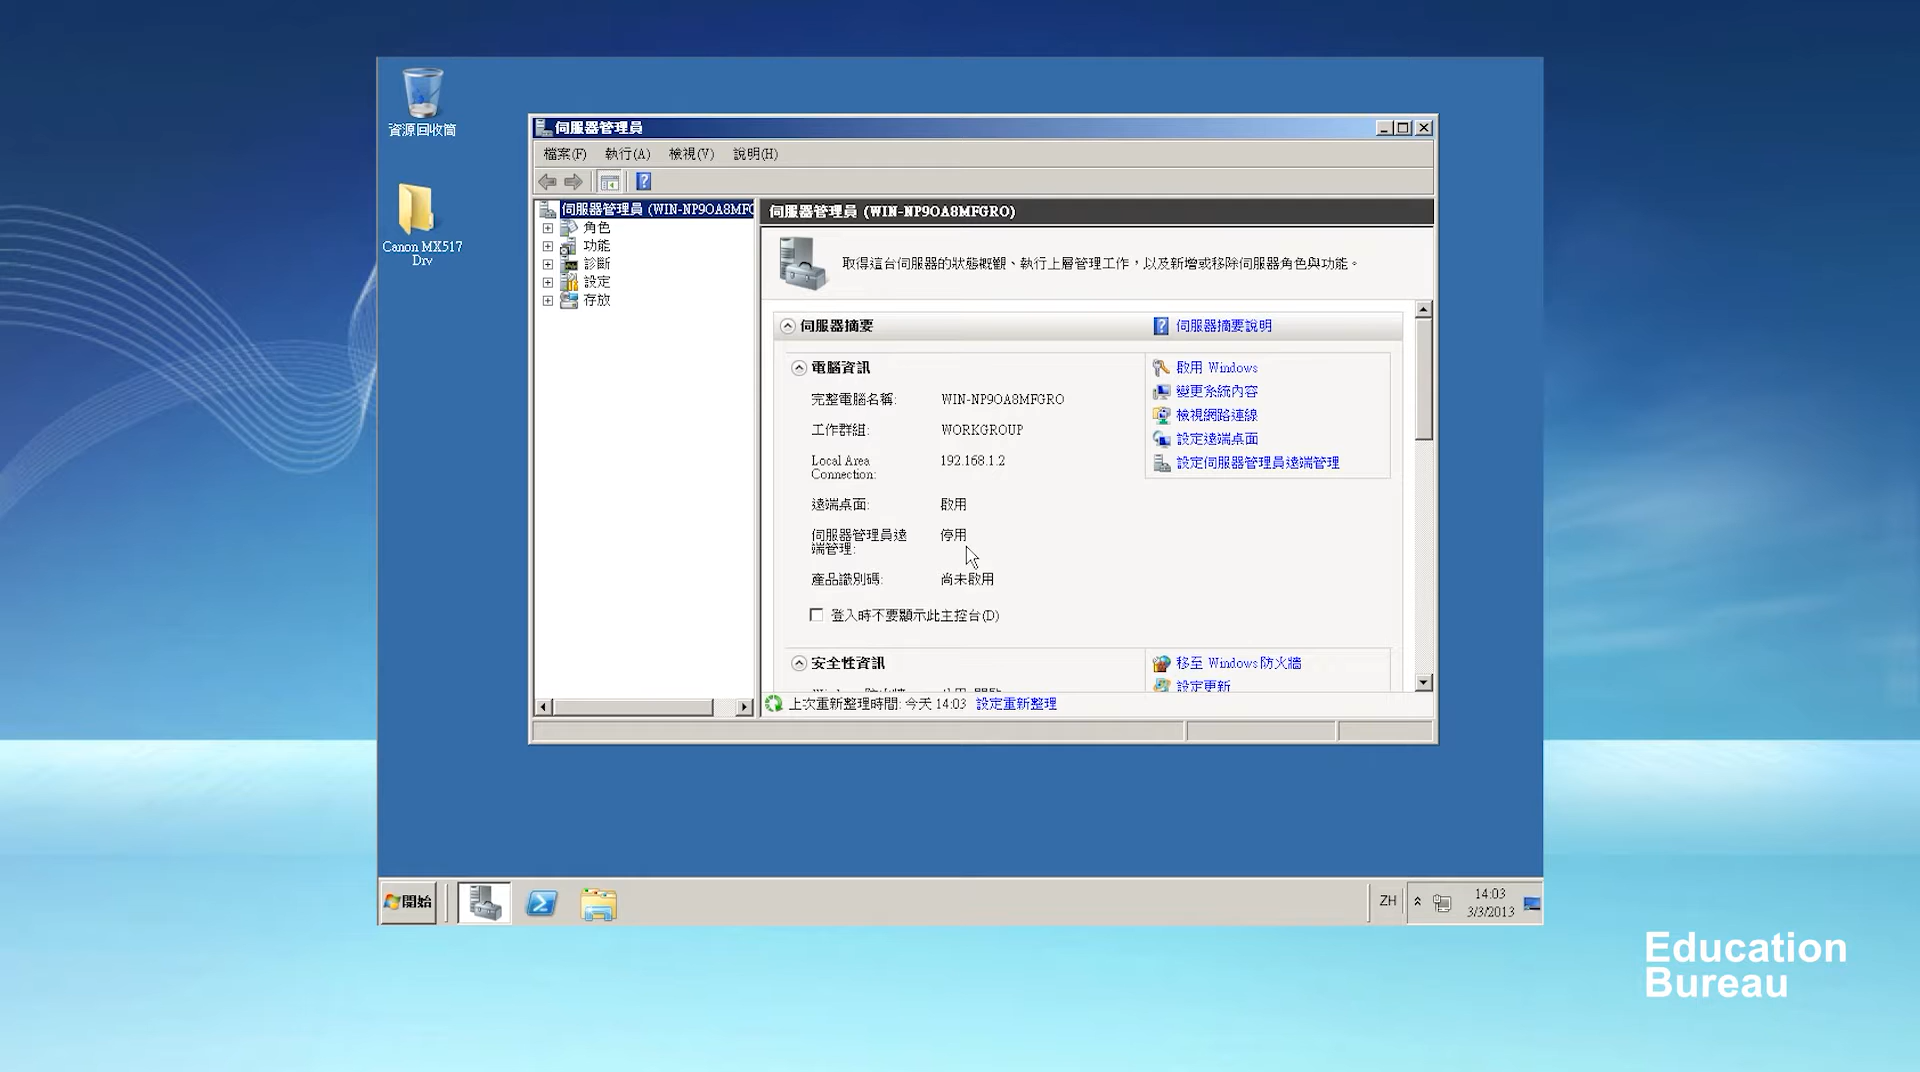 資源回收筒
Canon MX517
Drv
伺服器管理員
檔案(F) 執行(A) 檢視(V) 說明(H)
伺服器管理員 (WIN-NP9OA8MFG
角色
功能
診斷
設定
存放
伺服器管理員 (WIN-NP9OA8MFGRO)
取得這台伺服器的狀態概觀、執行上層管理工作，以及新增或移除伺服器角色與功能。
伺服器摘要
伺服器摘要說明
電腦資訊
完整電腦名稱: WIN-NP9OA8MFGRO
工作群組: WORKGROUP
Local Area
Connection: 192.168.1.2
遠端桌面: 啟用
伺服器管理員遠
端管理: 停用
產品識別碼: 尚未啟用
登入時不要顯示此主控台(D)
啟用 Windows
變更系統內容
檢視網路連線
設定遠端桌面
設定伺服器管理員遠端管理
安全性資訊
移至 Windows 防火牆
設定更新
上次重新整理時間: 今天 14:03 設定重新整理
開始
ZH
14:03
3/3/2013
Education
Bureau